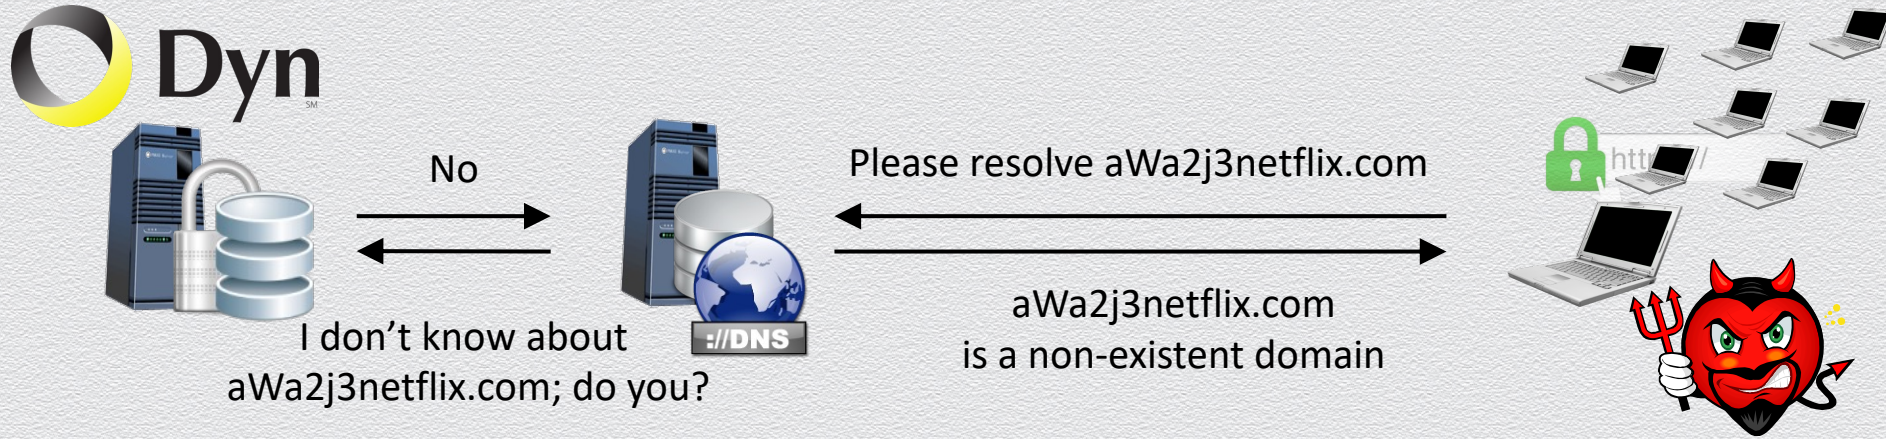 Dyn
SM
No
Please resolve aWa2j3netflix.com
I don’t know about
aWa2j3netflix.com; do you?
://DNS
aWa2j3netflix.com
is a non-existent domain